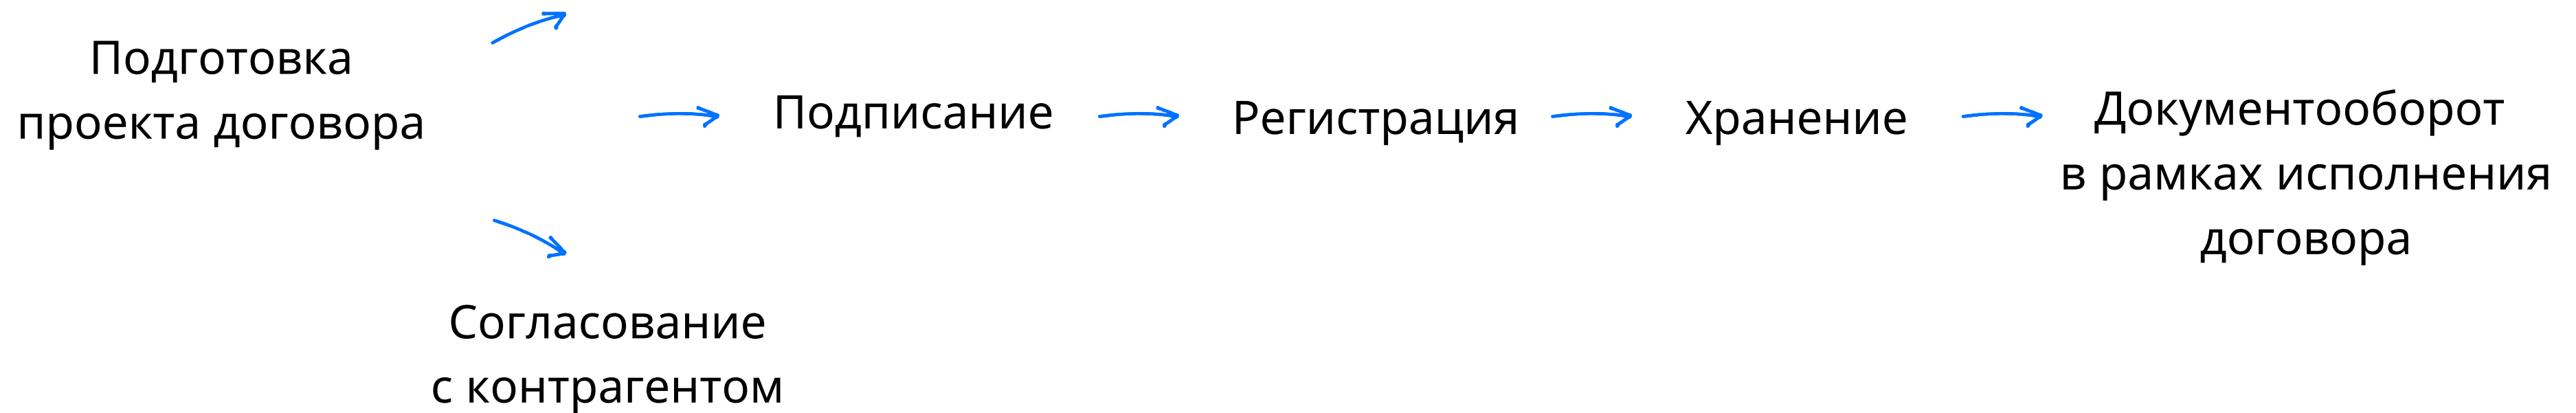 Подготовка
проекта договора
Согласование
с контрагентом
Подписание
Регистрация
Хранение
Документооборот
в рамках исполнения
договора